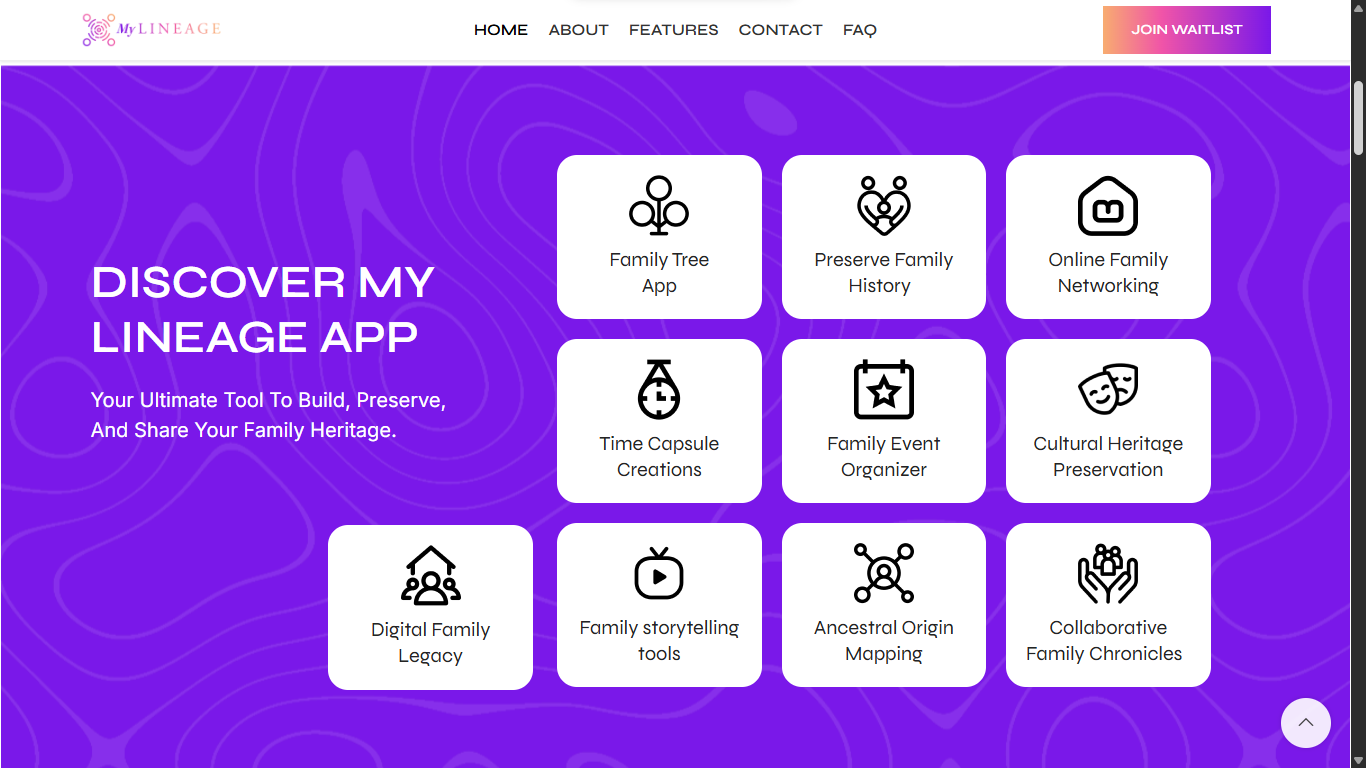 My LINEAGE
HOME ABOUT FEATURES CONTACT FAQ
JOIN WAITLIST
DISCOVER MY
LINEAGE APP
Your Ultimate Tool To Build, Preserve,
And Share Your Family Heritage.
Family Tree
App
Preserve Family
History
Online Family
Networking
Time Capsule
Creations
Family Event
Organizer
Cultural Heritage
Preservation
Digital Family
Legacy
Family storytelling
tools
Ancestral Origin
Mapping
Collaborative
Family Chronicles